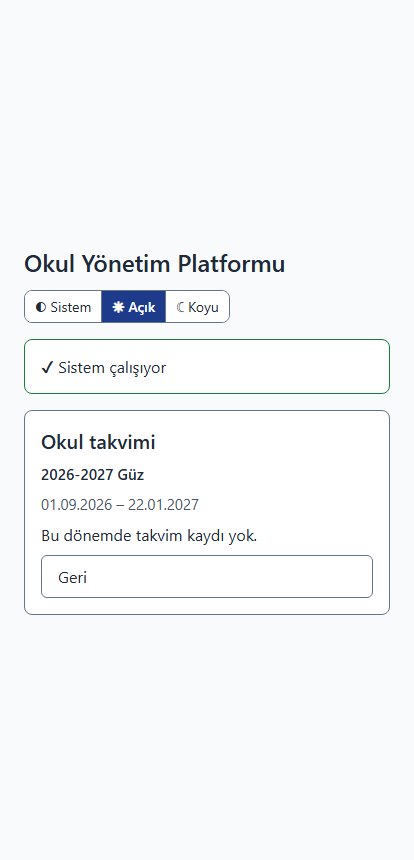 Okul Yönetim Platformu
◐ Sistem ✸ Açık ☾ Koyu
✓ Sistem çalışıyor
Okul takvimi
2026-2027 Güz
01.09.2026 – 22.01.2027
Bu dönemde takvim kaydı yok.
Geri